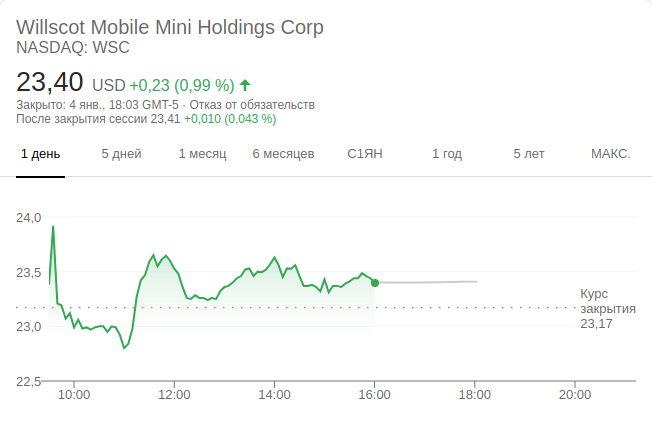 Willscot Mobile Mini Holdings Corp
NASDAQ: WSC
23,40 USD +0,23 (0,99 %)
Закрыто: 4 янв., 18:03 GMT-5 · Отказ от обязательств
После закрытия сессии 23,41 +0,010 (0,043 %)
1 день 5 дней 1 месяц 6 месяцев С1ЯН 1 год 5 лет МАКС.
24,0
23,5
Курс
закрытия
23,17
23,0
22,5
10:00 12:00 14:00 16:00 18:00 20:00